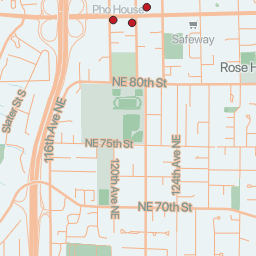 Pho House
Safeway
Rose H
NE 80th St
Slater St S
116th Ave NE
NE 75th St
120th Ave NE
124th Ave NE
NE 70th St